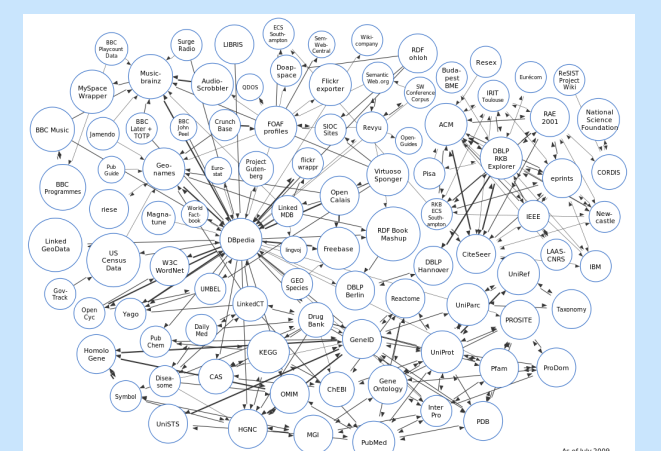 BBC
Playcount
Data
Surge
Radio
LIBRIS
ECS
South-
ampton
Sem-
Web-
Central
Wiki-
company
RDF
ohloh
Resex
Buda-
pest
BME
Eurécom
ReSIST
Project
Wiki
Music-
brainz
MySpace
Wrapper
Audio-
Scrobbler
QDOS
Doap-
space
Flickr
exporter
Semantic
Web.org
SW
Conference
Corpus
IRIT
Toulouse
RAE
2001
National
Science
Foundation
BBC Music
Jamendo
BBC
Later +
TOTP
BBC
John
Peel
Crunch
Base
FOAF
profiles
SIOC
Sites
Revyu
Open-
Guides
ACM
DBLP
RKB
Explorer
Pub
Guide
Geo-
names
Euro-
stat
Project
Guten-
berg
flickr
wrappr
Virtuoso
Sponger
Pisa
eprints
CORDIS
BBC
Programmes
riese
Magna-
tune
World
Fact-
book
Linked
MDB
Open
Calais
RKB
ECS
South-
ampton
IEEE
New-
castle
Linked
GeoData
US
Census
Data
W3C
WordNet
DBpedia
lingvoj
Freebase
RDF Book
Mashup
DBLP
Hannover
CiteSeer
LAAS-
CNRS
IBM
Gov-
Track
Open
Cyc
Yago
UMBEL
LinkedCT
GEO
Species
DBLP
Berlin
Reactome
UniParc
UniRef
Taxonomy
PROSITE
Daily
Med
Drug
Bank
Pub
Chem
Homolo
Gene
KEGG
GeneID
UniProt
Pfam
ProDom
Disea-
some
CAS
Symbol
OMIM
ChEBI
Gene
Ontology
Inter
Pro
PDB
UniSTS
HGNC
MGI
PubMed
As of July 2009